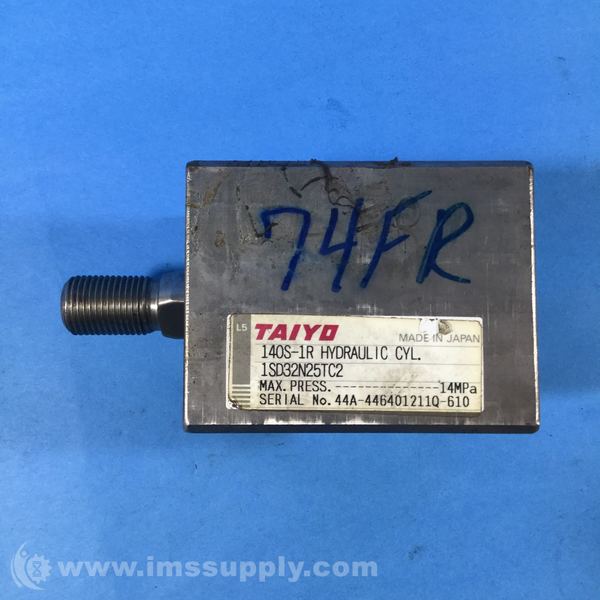 74FR
L5 TAIYO MADE IN JAPAN
140S-1R HYDRAULIC CYL.
1SD32N25TC2
MAX. PRESS.----------------14MPa
SERIAL No. 44A-446401211Q-610
www.imssupply.com